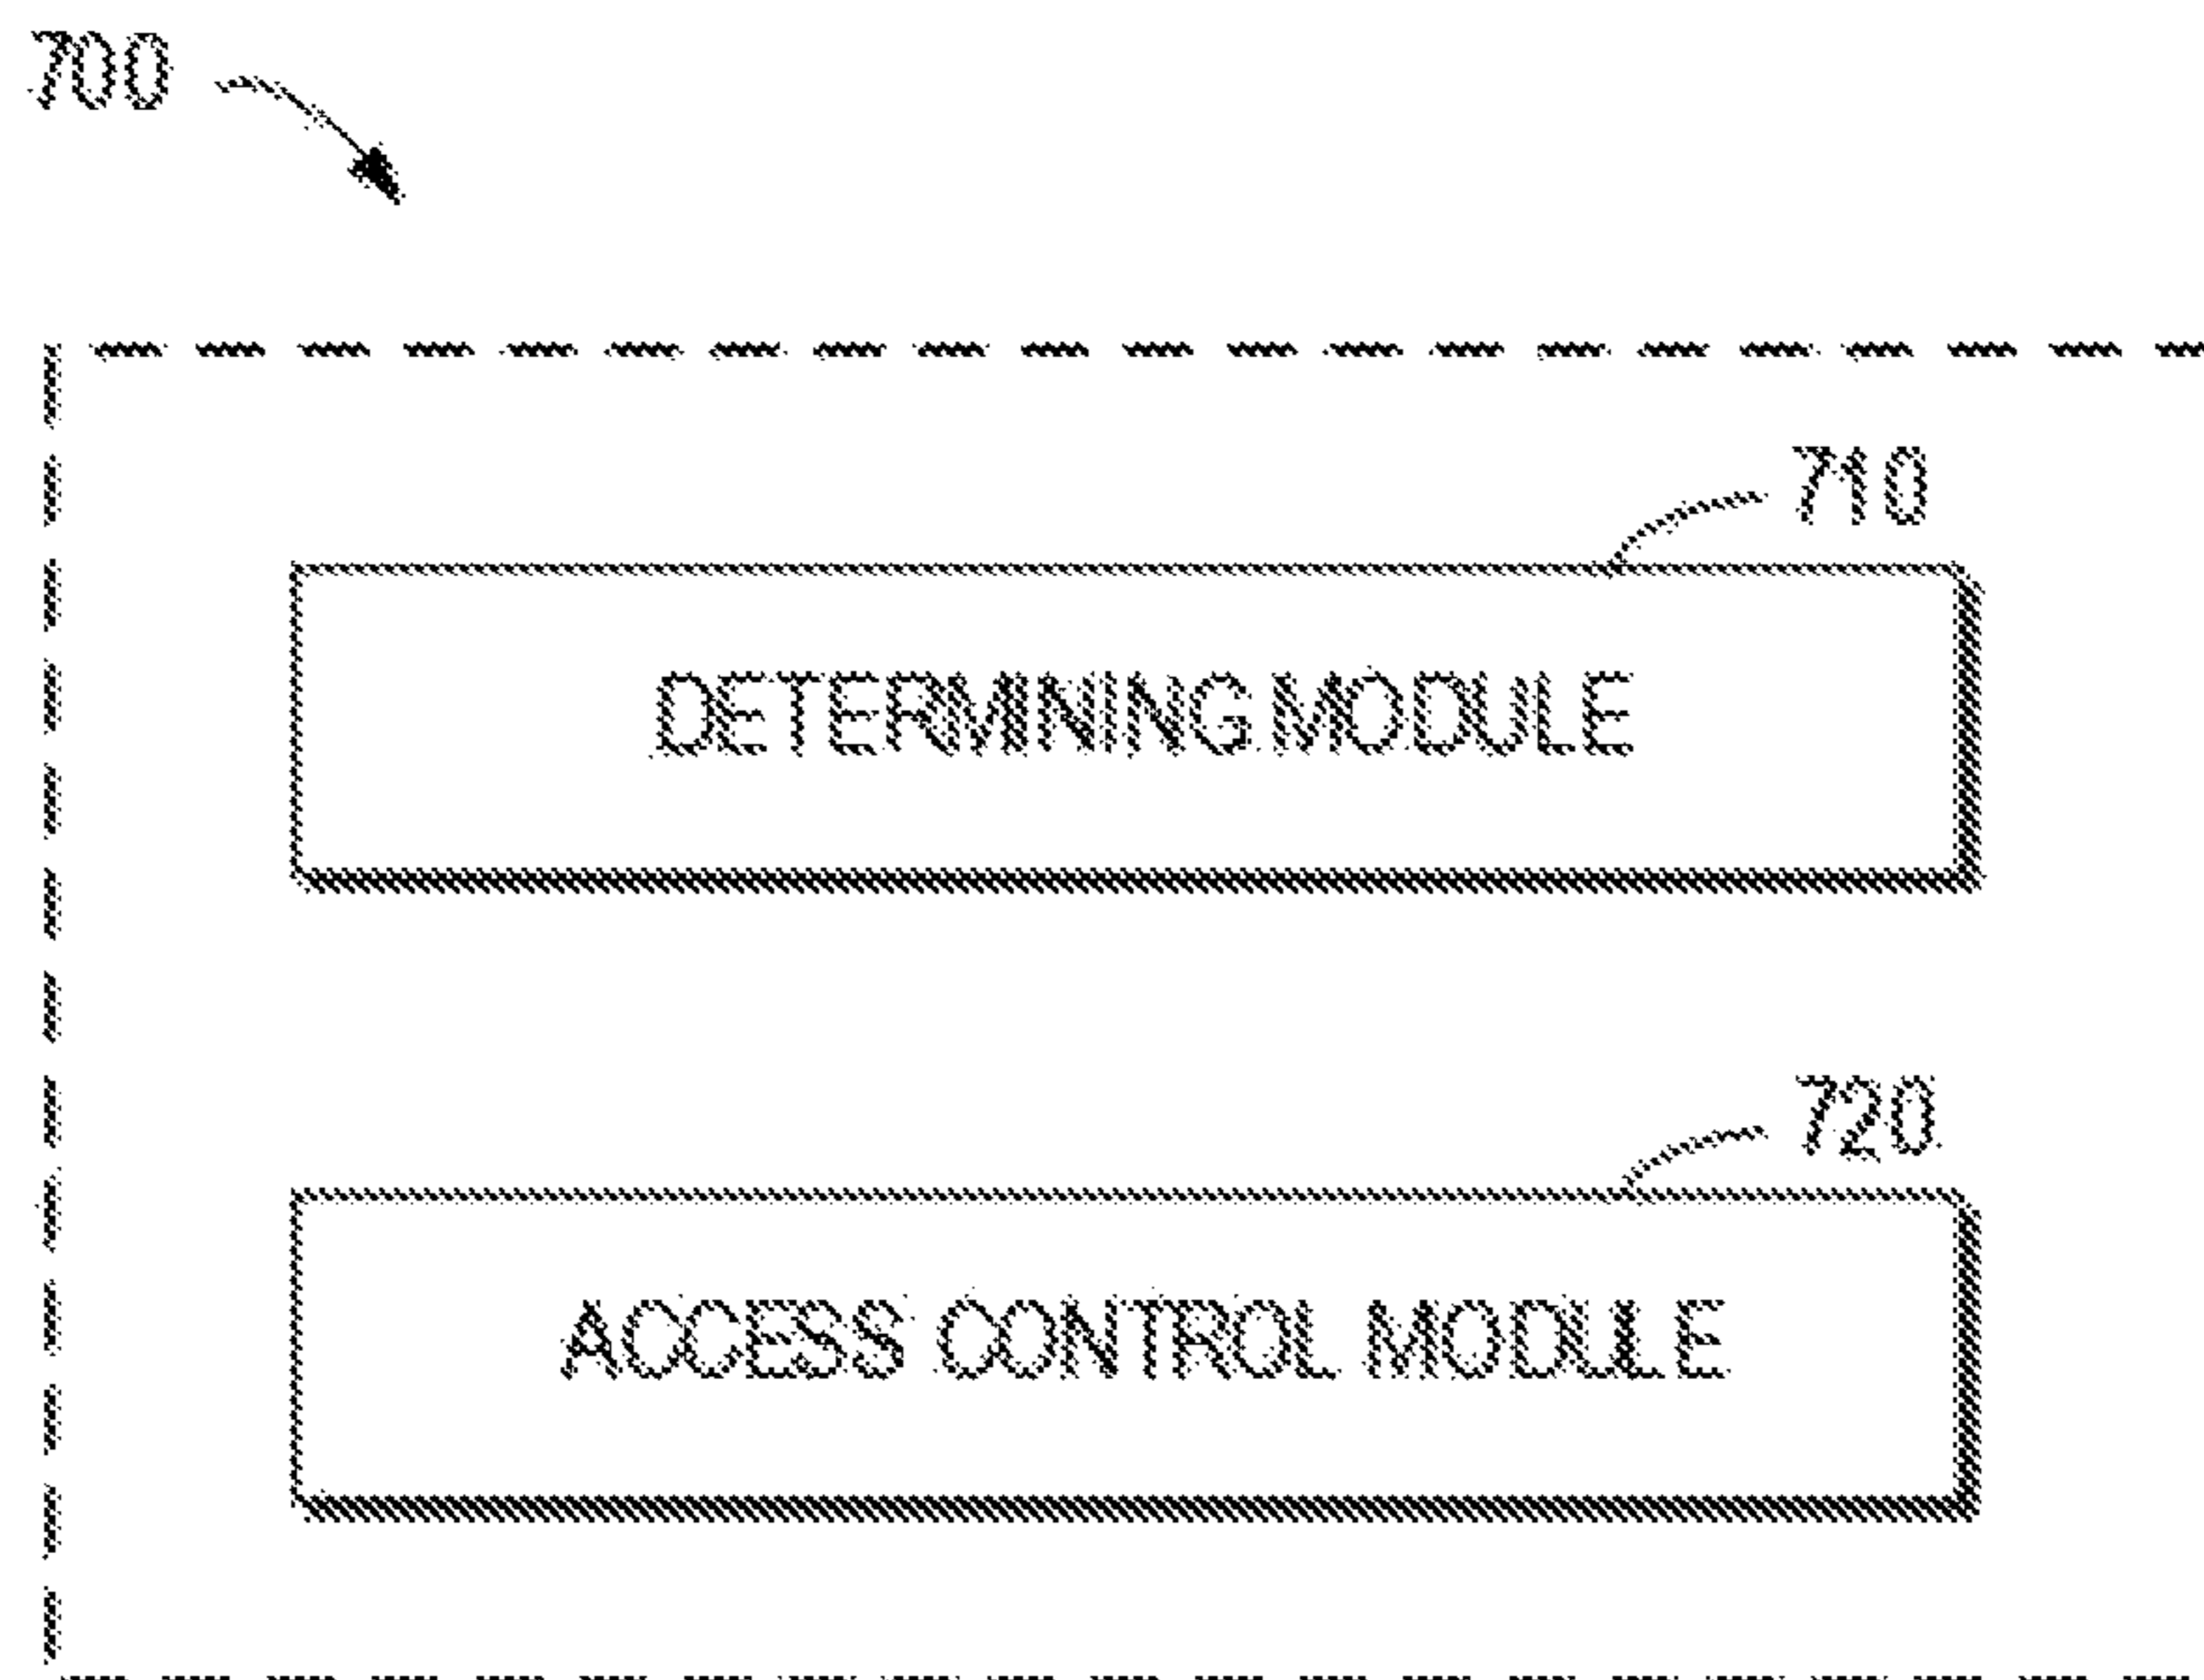 700
710
DETERMINING MODULE
720
ACCESS CONTROL MODULE